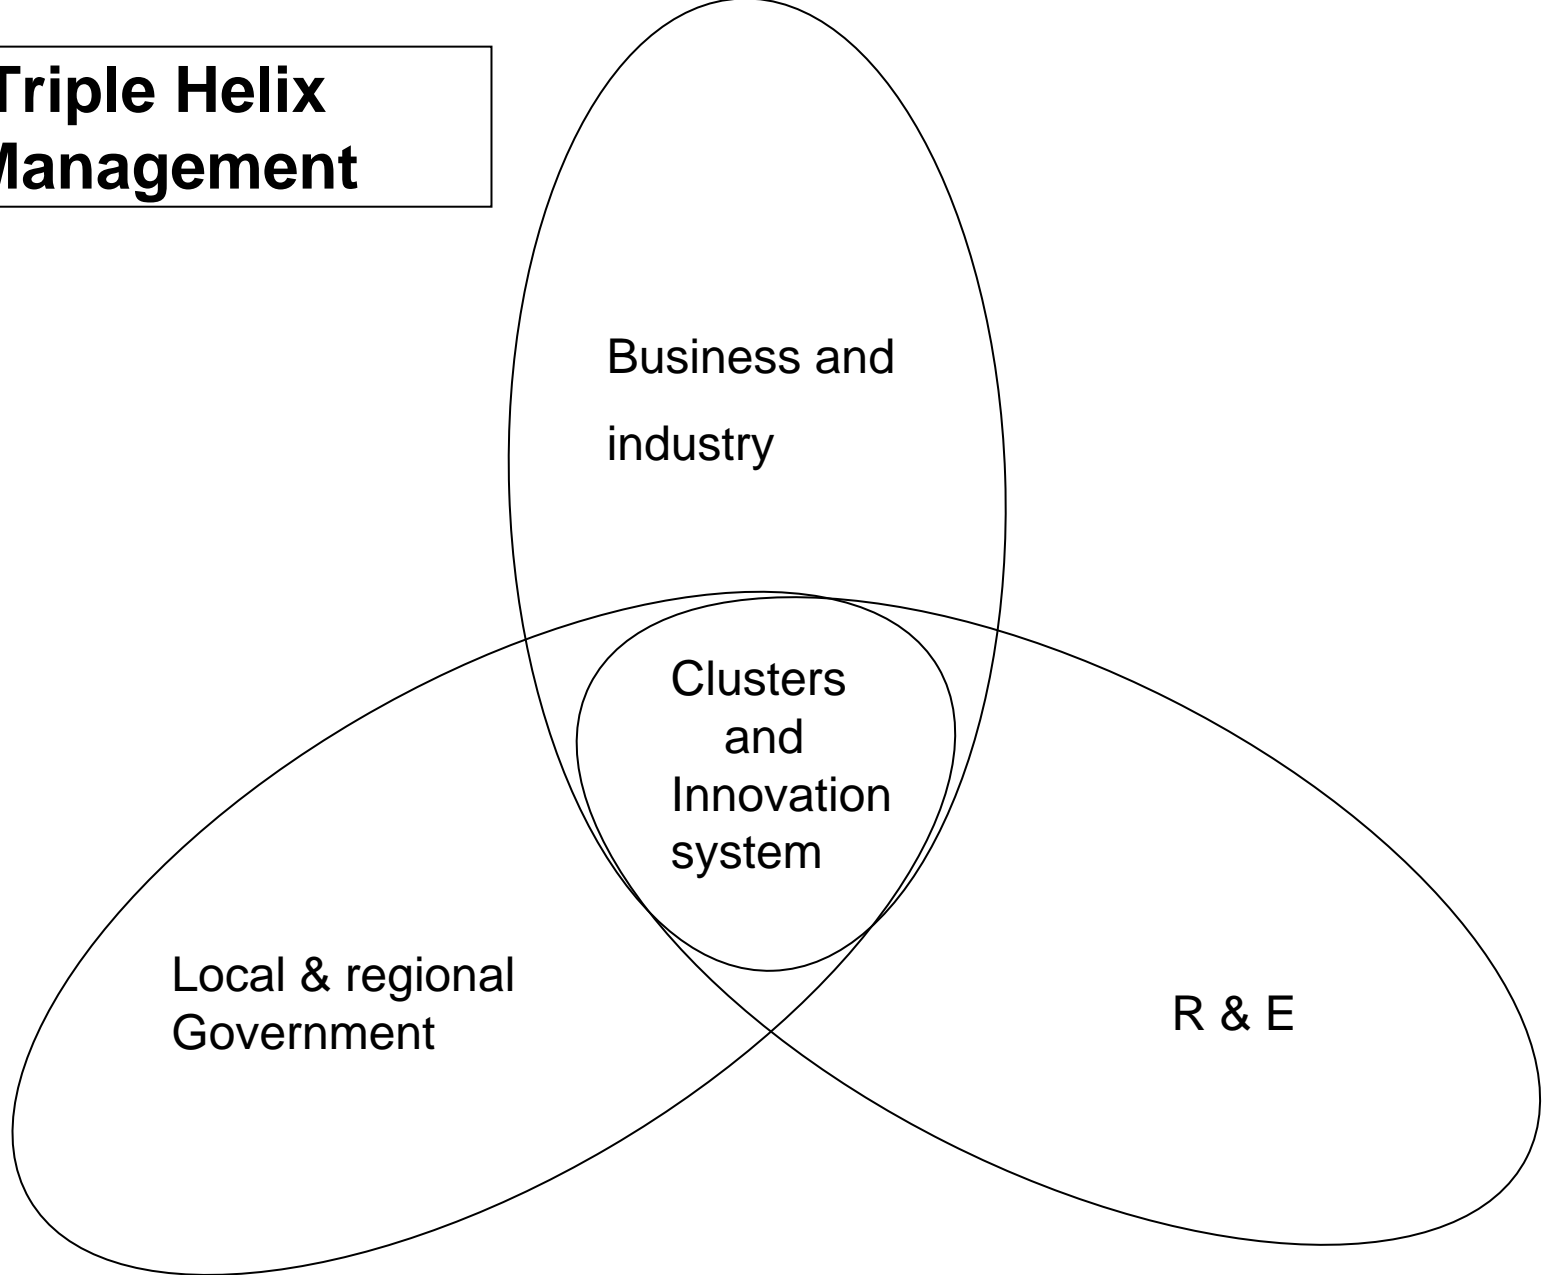 Triple Helix
Management
Business and
industry
Clusters
and
Innovation
system
Local & regional
Government
R & E